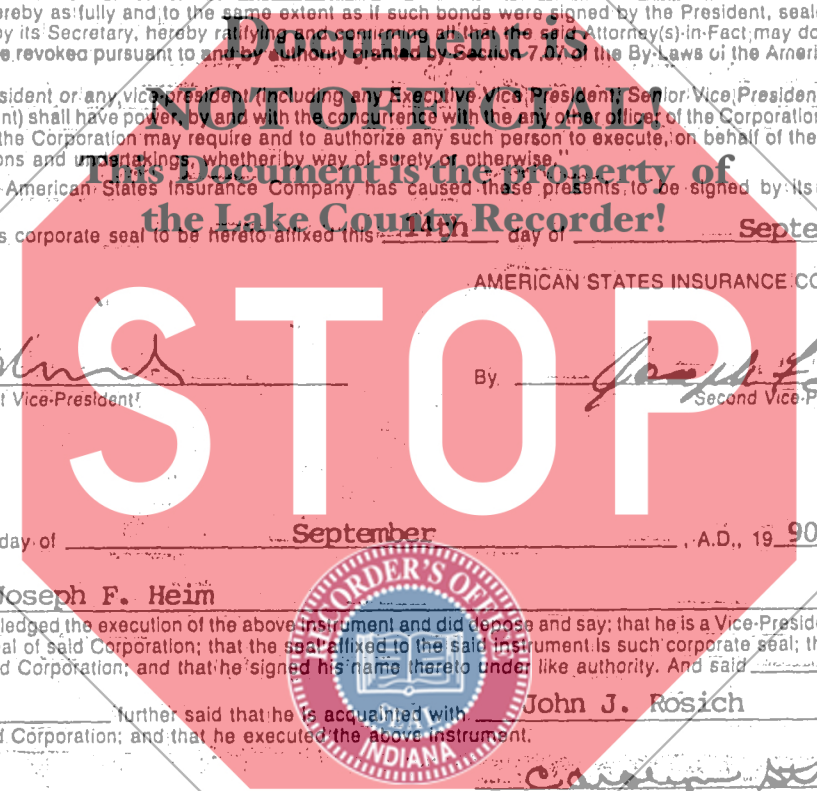 ereby as fully and to the same extent as if such bonds were signed by the President, seale
Document is
by its Secretary, hereby ratifying and confirming all that the said Attorney(s)-in-Fact may do
e revoked pursuant to and by authority granted by Section 7.07 of the By-Laws of the Ameri
sident or any vice president (including any Executive Vice President, Senior Vice President
NOT OFFICIAL!
nt) shall have power by and with the concurrence with the any other officer of the Corporation
the Corporation may require and to authorize any such person to execute, on behalf of the
ons and undertakings, whether by way of surety or otherwise."
This Document is the property of
American States Insurance Company has caused these presents to be signed by its
the Lake County Recorder!
s corporate seal to be hereto affixed this 14th day of Septe
AMERICAN STATES INSURANCE CO
STOP
By Joseph F.
t Vice-President
Second Vice-P
day of September , A.D., 19 90
Joseph F. Heim
RECORDER'S OFFICE
ledged the execution of the above instrument and did depose and say; that he is a Vice-Preside
al of said Corporation; that the seal affixed to the said instrument is such corporate seal; th
d Corporation; and that he signed his name thereto under like authority. And said
further said that he is acquainted with John J. Rosich
SEAL
d Corporation; and that he executed the above instrument.
INDIANA